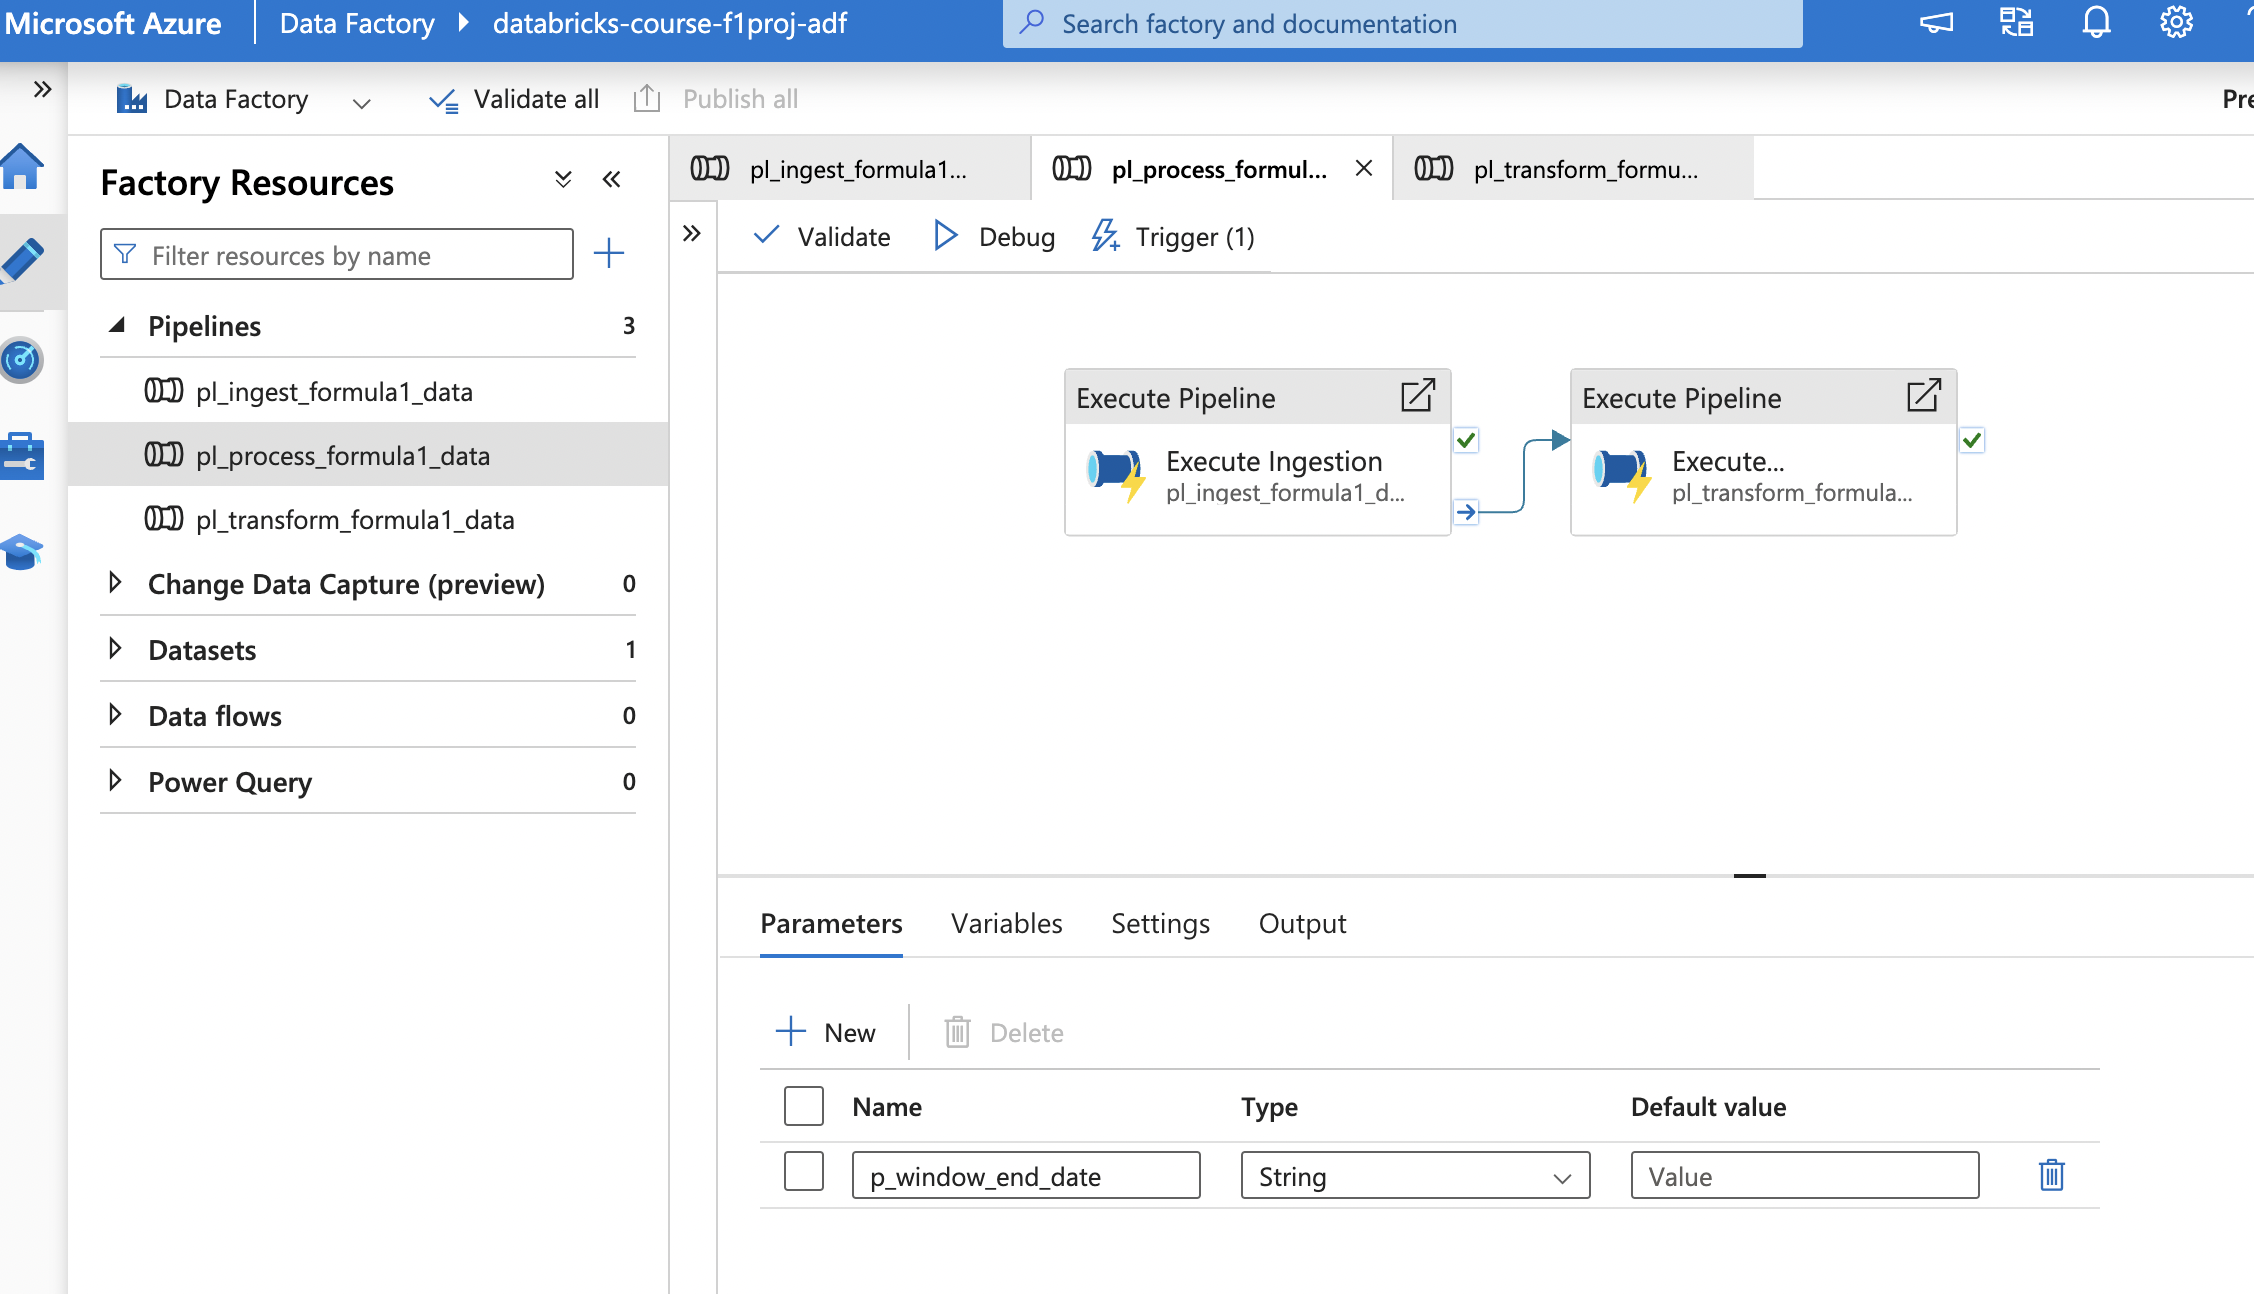 Microsoft Azure
Data Factory
databricks-course-f1proj-adf
Search factory and documentation
Data Factory
Validate all
Publish all
Factory Resources
Filter resources by name
Pipelines
3
pl_ingest_formula1_data
pl_process_formula1_data
pl_transform_formula1_data
Change Data Capture (preview)
0
Datasets
1
Data flows
0
Power Query
0
pl_ingest_formula1...
pl_process_formul...
pl_transform_formu...
Validate
Debug
Trigger (1)
Execute Pipeline
Execute Ingestion
pl_ingest_formula1_d...
Execute Pipeline
Execute...
pl_transform_formula...
Parameters
Variables
Settings
Output
New
Delete
Name
Type
Default value
p_window_end_date
String
Value